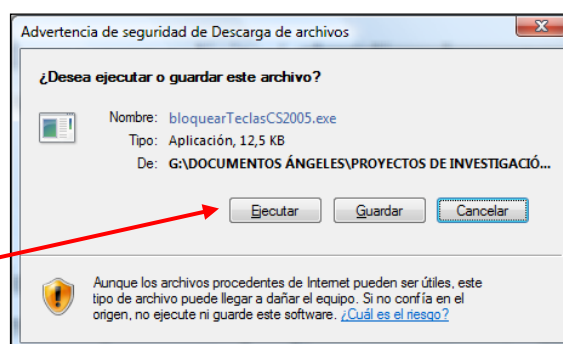 Advertencia de seguridad de Descarga de archivos
¿Desea ejecutar o guardar este archivo?
Nombre: bloquearTeclasCS2005.exe
Tipo: Aplicación, 12,5 KB
De: G:\DOCUMENTOS ÁNGELES\PROYECTOS DE INVESTIGACIÓ...
Ejecutar Guardar Cancelar
Aunque los archivos procedentes de Internet pueden ser útiles, este
tipo de archivo puede llegar a dañar el equipo. Si no confía en el
origen, no ejecute ni guarde este software. ¿Cuál es el riesgo?